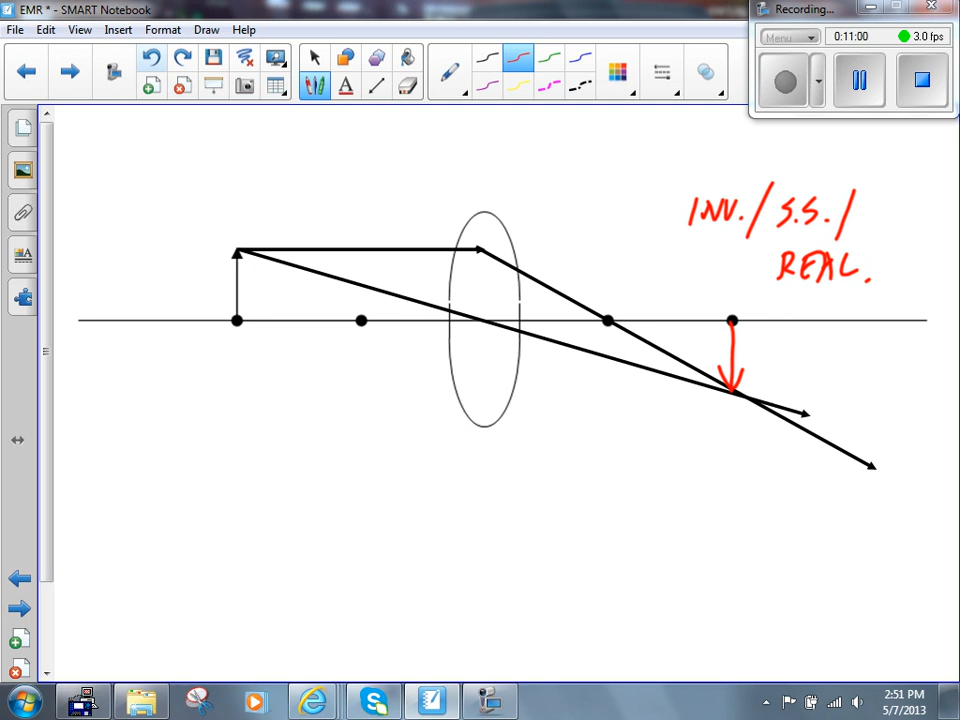 EMR * - SMART Notebook
Recording...
File Edit View Insert Format Draw Help
Menu
0:11:00
3.0 fps
INV./S.S./
REAL.
2:51 PM
5/7/2013